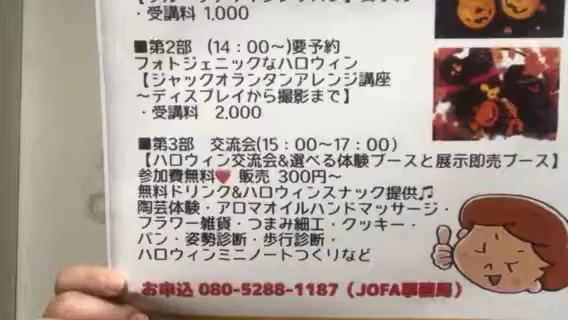 ・受講料 1,000
■第2部 (14:00~)要予約
フォトジェニックなハロウィン
【ジャックオランタンアレンジ講座
~ディスプレイから撮影まで】
・受講料 2,000
■第3部 交流会(15:00~17:00)
【ハロウィン交流会&選べる体験ブースと展示即売ブース】
参加費無料♥ 販売 300円~
無料ドリンク&ハロウィンスナック提供♫
陶芸体験・アロマオイルハンドマッサージ・
フラワー雑貨・つまみ細工・クッキー・
パン・姿勢診断・歩行診断・
ハロウィンミニノートつくりなど
お申込 080-5288-1187(JOFA事務局)